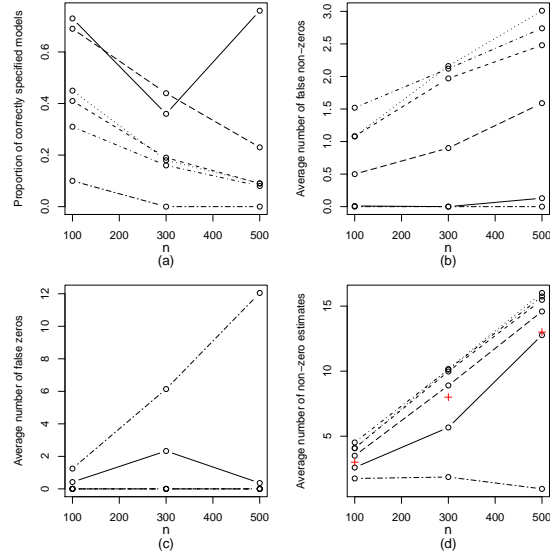 Proportion of correctly specified models
0.0 0.2 0.4 0.6
100 200 300 400 500
n
(a)
Average number of false non−zeros
0.0 0.5 1.0 1.5 2.0 2.5 3.0
100 200 300 400 500
n
(b)
Average number of false zeros
0 2 4 6 8 10 12
100 200 300 400 500
n
(c)
Average number of non−zero estimates
5 10 15
100 200 300 400 500
n
(d)